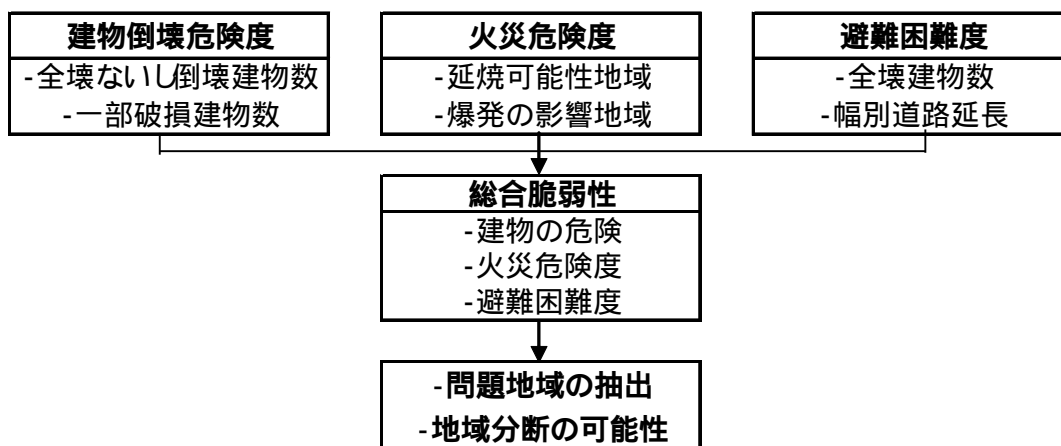 建物倒壊危険度
-全壊ないし倒壊建物数
-一部破損建物数
火災危険度
-延焼可能性地域
-爆発の影響地域
避難困難度
-全壊建物数
-幅別道路延長
総合脆弱性
-建物の危険
-火災危険度
-避難困難度
-問題地域の抽出
-地域分断の可能性